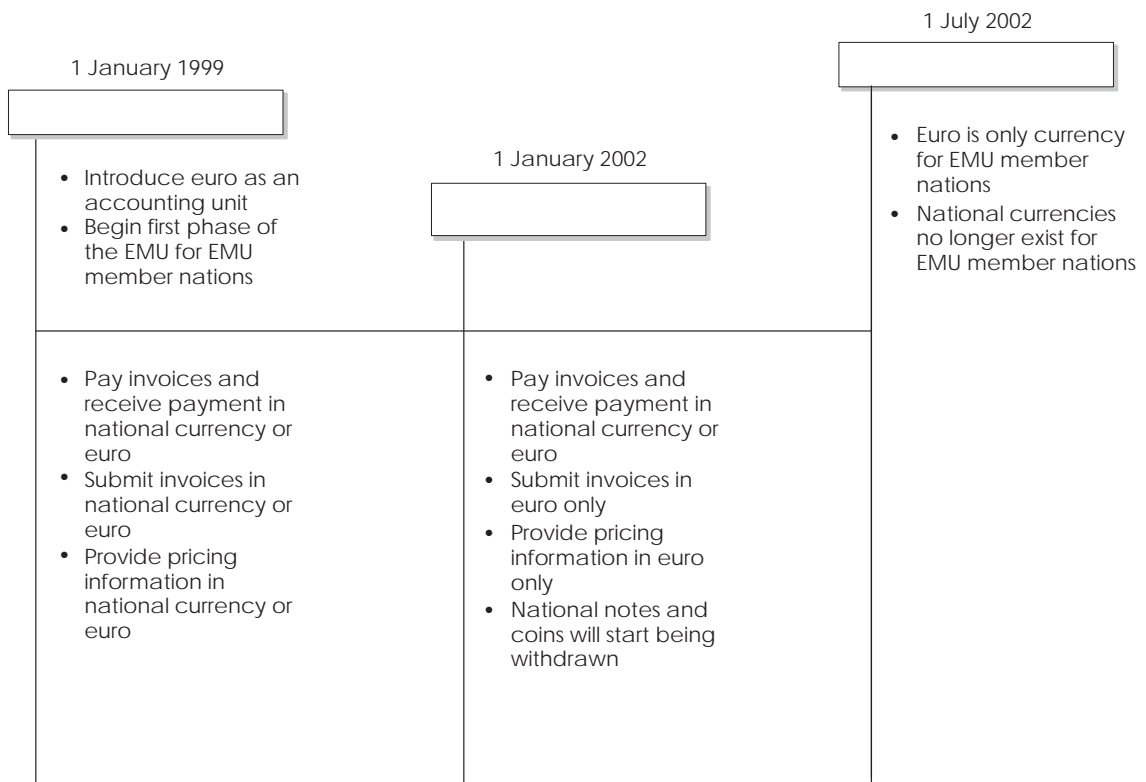 1 January 1999
• Introduce euro as an
accounting unit
• Begin first phase of
the EMU for EMU
member nations
• Pay invoices and
receive payment in
national currency or
euro
• Submit invoices in
national currency or
euro
• Provide pricing
information in
national currency or
euro
1 January 2002
• Pay invoices and
receive payment in
national currency or
euro
• Submit invoices in
euro only
• Provide pricing
information in euro
only
• National notes and
coins will start being
withdrawn
1 July 2002
• Euro is only currency
for EMU member
nations
• National currencies
no longer exist for
EMU member nations